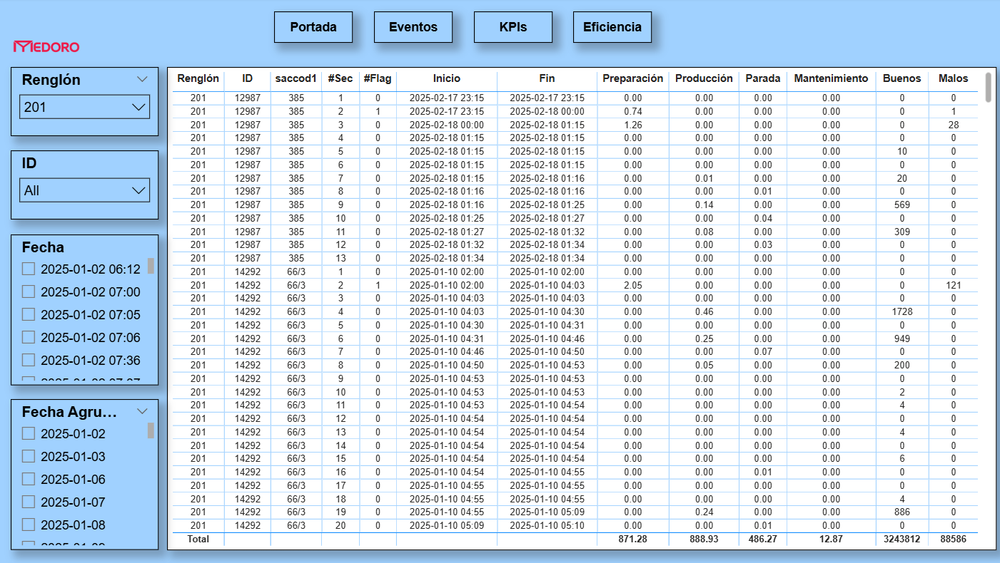 Portada Eventos KPIs Eficiencia
MEDORO
Renglón
201
ID
All
Fecha
2025-01-02 06:12
2025-01-02 07:00
2025-01-02 07:05
2025-01-02 07:06
2025-01-02 07:36
Fecha Agru…
2025-01-02
2025-01-03
2025-01-06
2025-01-07
2025-01-08
Renglón ID saccod1 #Sec #Flag Inicio Fin Preparación Producción Parada Mantenimiento Buenos Malos
201 12987 385 1 0 2025-02-17 23:15 2025-02-17 23:15 0.00 0.00 0.00 0.00 0 0
201 12987 385 2 1 2025-02-17 23:15 2025-02-18 00:00 0.74 0.00 0.00 0.00 0 1
201 12987 385 3 0 2025-02-18 00:00 2025-02-18 01:15 1.26 0.00 0.00 0.00 0 28
201 12987 385 4 0 2025-02-18 01:15 2025-02-18 01:15 0.00 0.00 0.00 0.00 0 0
201 12987 385 5 0 2025-02-18 01:15 2025-02-18 01:15 0.00 0.00 0.00 0.00 10 0
201 12987 385 6 0 2025-02-18 01:15 2025-02-18 01:15 0.00 0.00 0.00 0.00 0 0
201 12987 385 7 0 2025-02-18 01:15 2025-02-18 01:16 0.00 0.01 0.00 0.00 20 0
201 12987 385 8 0 2025-02-18 01:16 2025-02-18 01:16 0.00 0.00 0.01 0.00 0 0
201 12987 385 9 0 2025-02-18 01:16 2025-02-18 01:25 0.00 0.14 0.00 0.00 569 0
201 12987 385 10 0 2025-02-18 01:25 2025-02-18 01:27 0.00 0.00 0.04 0.00 0 0
201 12987 385 11 0 2025-02-18 01:27 2025-02-18 01:32 0.00 0.08 0.00 0.00 309 0
201 12987 385 12 0 2025-02-18 01:32 2025-02-18 01:34 0.00 0.00 0.03 0.00 0 0
201 12987 385 13 0 2025-02-18 01:34 2025-02-18 01:34 0.00 0.00 0.00 0.00 0 0
201 14292 66/3 1 0 2025-01-10 02:00 2025-01-10 02:00 0.00 0.00 0.00 0.00 0 0
201 14292 66/3 2 1 2025-01-10 02:00 2025-01-10 04:03 2.05 0.00 0.00 0.00 0 121
201 14292 66/3 3 0 2025-01-10 04:03 2025-01-10 04:03 0.00 0.00 0.00 0.00 0 0
201 14292 66/3 4 0 2025-01-10 04:03 2025-01-10 04:30 0.00 0.46 0.00 0.00 1728 0
201 14292 66/3 5 0 2025-01-10 04:30 2025-01-10 04:31 0.00 0.00 0.00 0.00 0 0
201 14292 66/3 6 0 2025-01-10 04:31 2025-01-10 04:46 0.00 0.25 0.00 0.00 949 0
201 14292 66/3 7 0 2025-01-10 04:46 2025-01-10 04:50 0.00 0.00 0.07 0.00 0 0
201 14292 66/3 8 0 2025-01-10 04:50 2025-01-10 04:53 0.00 0.05 0.00 0.00 200 0
201 14292 66/3 9 0 2025-01-10 04:53 2025-01-10 04:53 0.00 0.00 0.00 0.00 0 0
201 14292 66/3 10 0 2025-01-10 04:53 2025-01-10 04:53 0.00 0.00 0.00 0.00 2 0
201 14292 66/3 11 0 2025-01-10 04:53 2025-01-10 04:54 0.00 0.00 0.00 0.00 4 0
201 14292 66/3 12 0 2025-01-10 04:54 2025-01-10 04:54 0.00 0.00 0.00 0.00 0 0
201 14292 66/3 13 0 2025-01-10 04:54 2025-01-10 04:54 0.00 0.00 0.00 0.00 4 0
201 14292 66/3 14 0 2025-01-10 04:54 2025-01-10 04:54 0.00 0.00 0.00 0.00 0 0
201 14292 66/3 15 0 2025-01-10 04:54 2025-01-10 04:54 0.00 0.00 0.00 0.00 6 0
201 14292 66/3 16 0 2025-01-10 04:54 2025-01-10 04:55 0.00 0.00 0.01 0.00 0 0
201 14292 66/3 17 0 2025-01-10 04:55 2025-01-10 04:55 0.00 0.00 0.00 0.00 0 0
201 14292 66/3 18 0 2025-01-10 04:55 2025-01-10 04:55 0.00 0.00 0.00 0.00 4 0
201 14292 66/3 19 0 2025-01-10 04:55 2025-01-10 05:09 0.00 0.24 0.00 0.00 886 0
201 14292 66/3 20 0 2025-01-10 05:09 2025-01-10 05:10 0.00 0.00 0.01 0.00 0 0
Total 871.28 888.93 486.27 12.87 3243812 88586